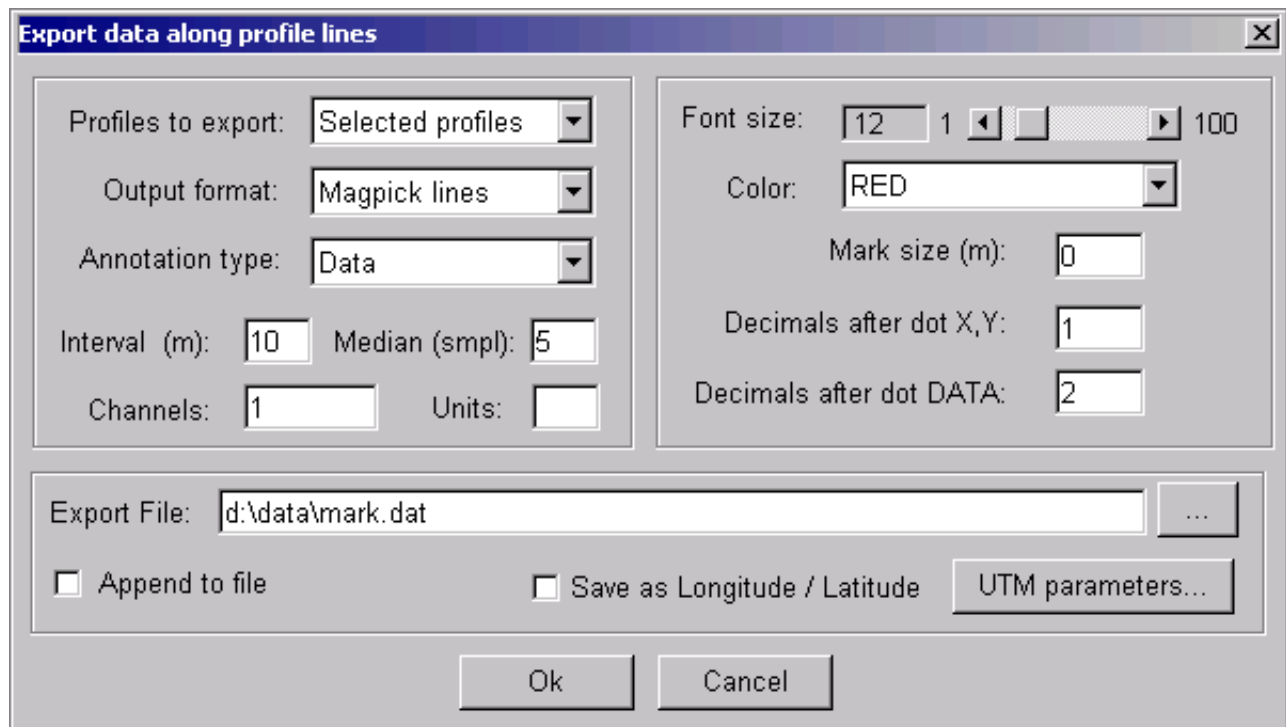 Export data along profile lines
Profiles to export: Selected profiles
Output format: Magpick lines
Annotation type: Data
Interval (m): 10 Median (smpl): 5
Channels: 1 Units:
Font size: 12 1 100
Color: RED
Mark size (m): 0
Decimals after dot X,Y: 1
Decimals after dot DATA: 2
Export File: d:\data\mark.dat ...
Append to file
Save as Longitude / Latitude UTM parameters...
Ok Cancel